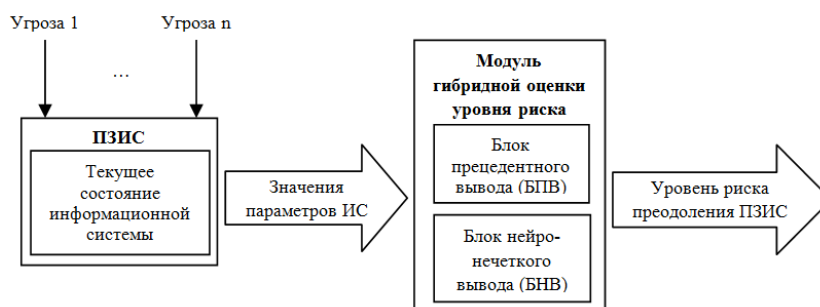 Угроза 1
Угроза n
...
ПЗИС
Текущее
состояние
информационной
системы
Значения
параметров ИС
Модуль
гибридной оценки
уровня риска
Блок
прецедентного
вывода (БПВ)
Блок нейро-
нечеткого
вывода (БНВ)
Уровень риска
преодоления ПЗИС